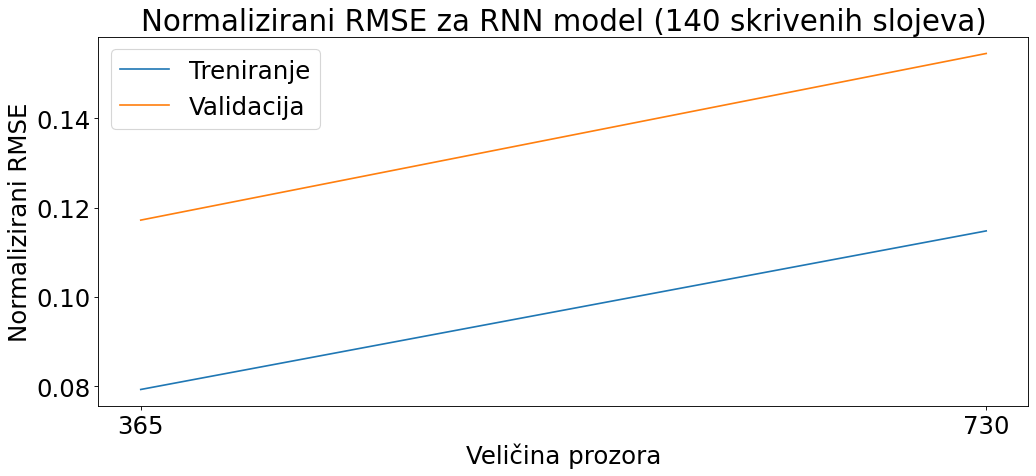 Normalizirani RMSE za RNN model (140 skrivenih slojeva)
Treniranje
Validacija
Normalizirani RMSE
0.14
0.12
0.10
0.08
365
730
Veličina prozora